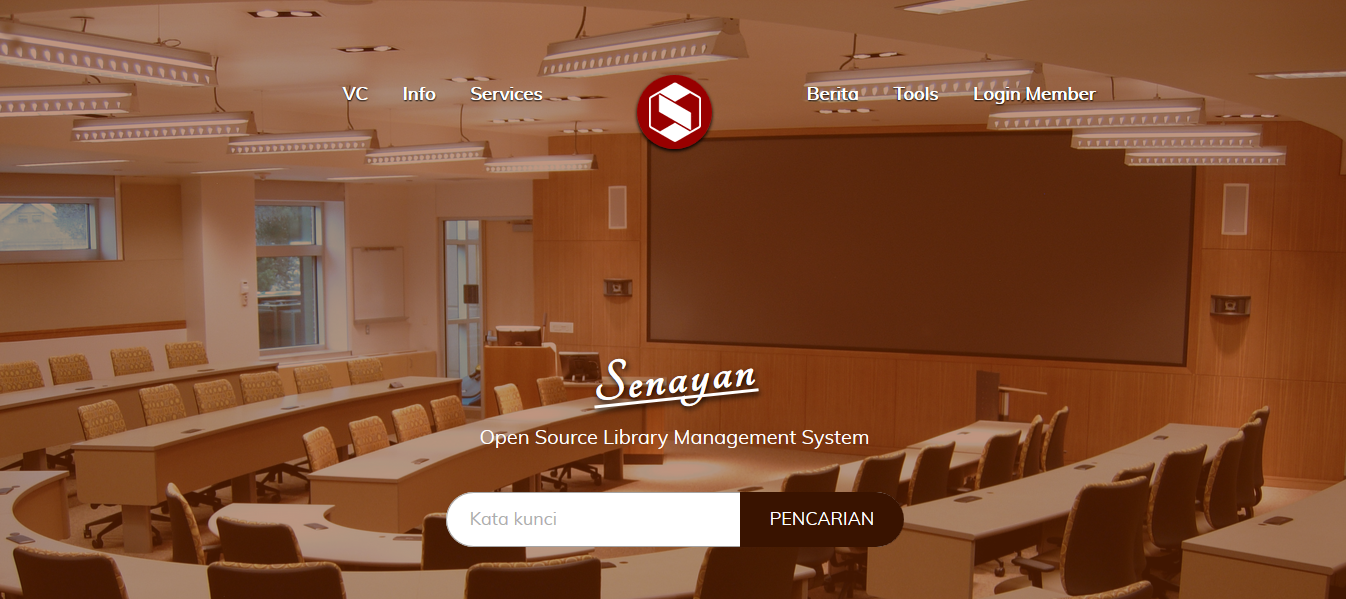 VC Info Services Berita Tools Login Member
Senayan
Open Source Library Management System
Kata kunci PENCARIAN